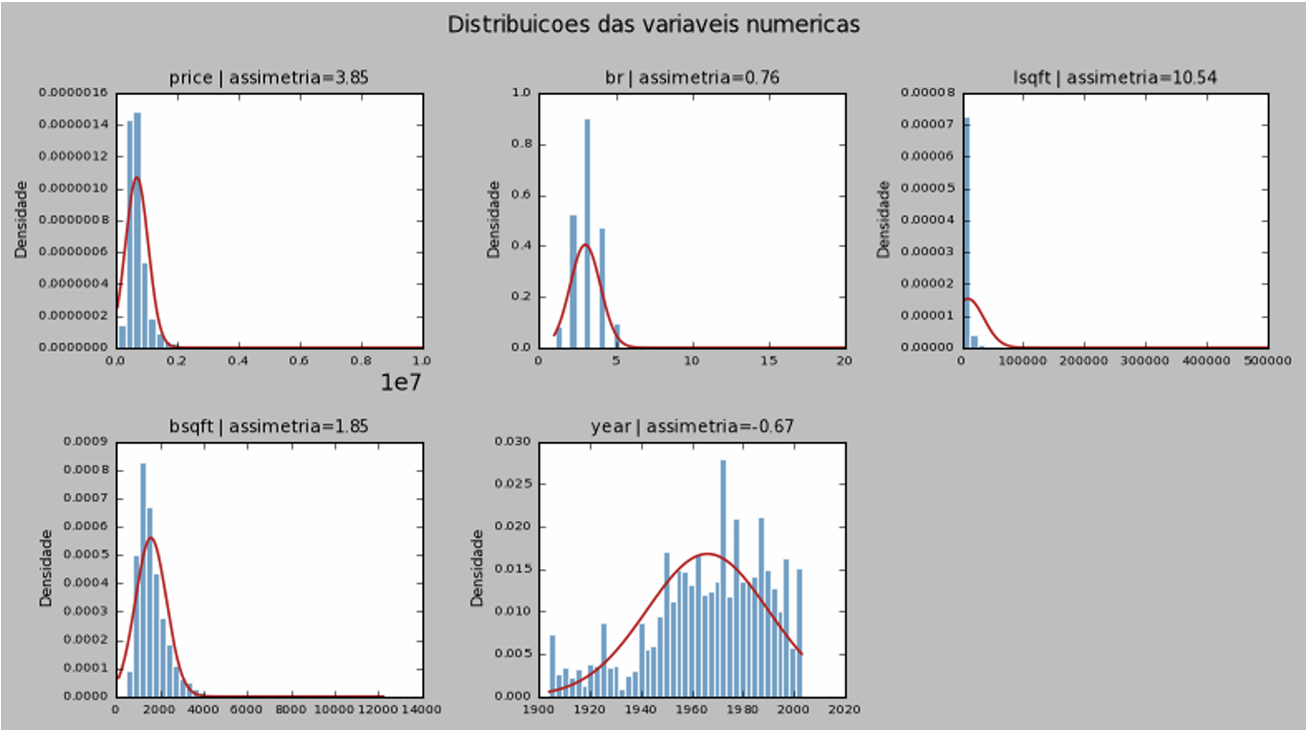 Distribuicoes das variaveis numericas
price | assimetria=3.85
0.0000016
0.0000014
0.0000012
0.0000010
0.0000008
0.0000006
0.0000004
0.0000002
0.0000000
Densidade
0.0 0.2 0.4 0.6 0.8 1.0
1e7
br | assimetria=0.76
1.0
0.8
0.6
0.4
0.2
0.0
Densidade
0 5 10 15 20
lsqft | assimetria=10.54
0.00008
0.00007
0.00006
0.00005
0.00004
0.00003
0.00002
0.00001
0.00000
Densidade
0 100000 200000 300000 400000 500000
bsqft | assimetria=1.85
0.0009
0.0008
0.0007
0.0006
0.0005
0.0004
0.0003
0.0002
0.0001
0.0000
Densidade
0 2000 4000 6000 8000 10000 12000 14000
year | assimetria=-0.67
0.030
0.025
0.020
0.015
0.010
0.005
0.000
Densidade
1900 1920 1940 1960 1980 2000 2020